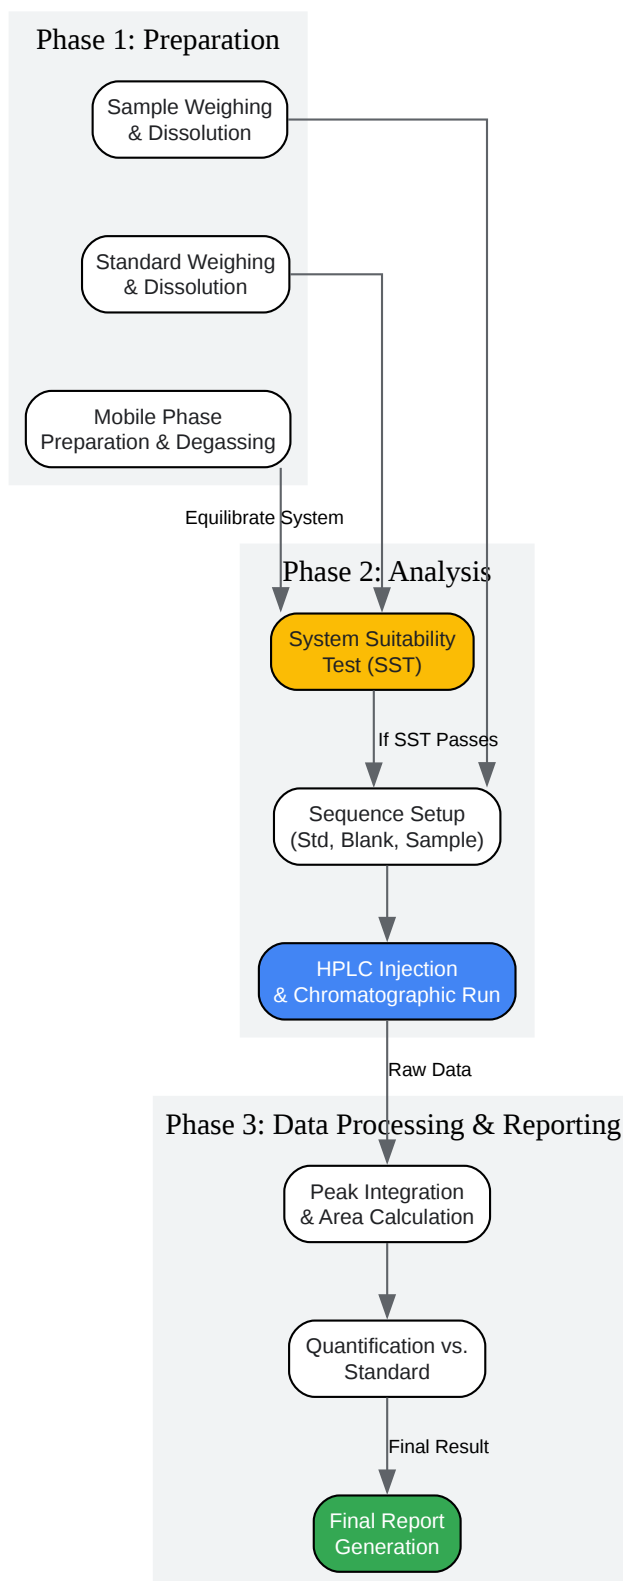 Phase 1: Preparation
Sample Weighing
& Dissolution
Standard Weighing
& Dissolution
Mobile Phase
Preparation & Degassing
Equilibrate System
Phase 2: Analysis
System Suitability
Test (SST)
If SST Passes
Sequence Setup
(Std, Blank, Sample)
HPLC Injection
& Chromatographic Run
Raw Data
Phase 3: Data Processing & Reporting
Peak Integration
& Area Calculation
Quantification vs.
Standard
Final Result
Final Report
Generation